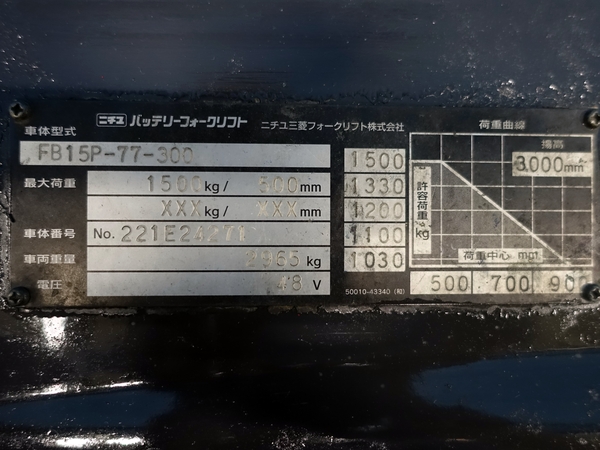 ニチユ バッテリーフォークリフト ニチユ三菱フォークリフト株式会社
車体型式 FB15P-77-300
最大荷重 1500kg/ 500mm
XXXkg/ XXXmm
車体番号 No. 221E24271
車両重量 2965 kg
電圧 48 V
1500
1330
1200
1100
1030
50010-43340 (和)
荷重曲線
揚高
3000mm
許容荷重 kg
荷重中心 mm
500 700 900